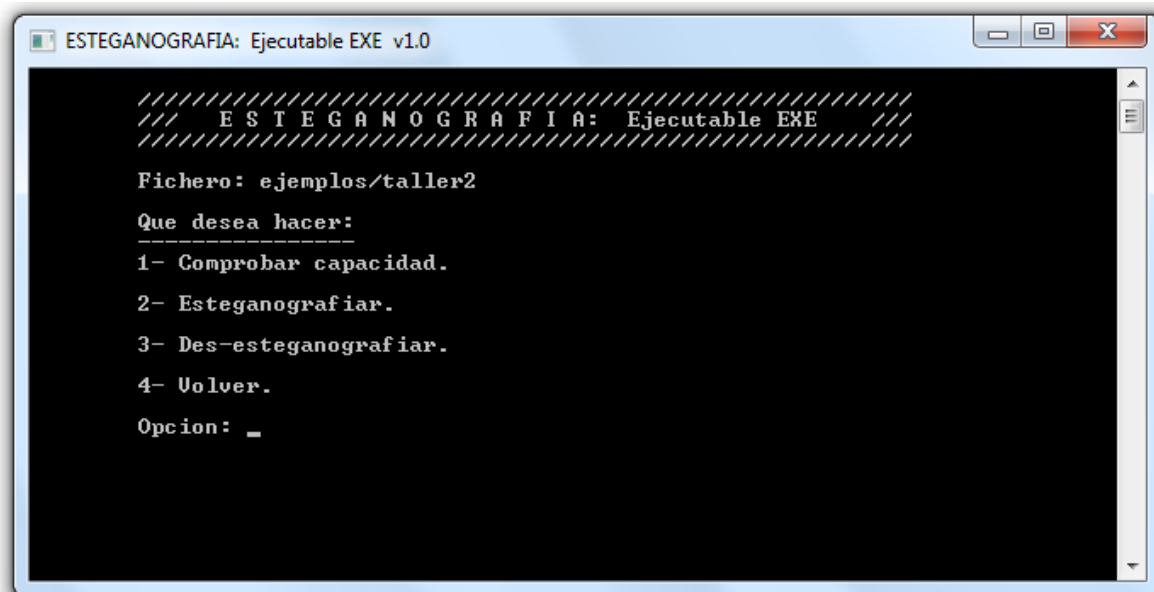 ESTEGANOGRAFIA: Ejecutable EXE v1.0
/////////////////////////////////////////////////////////
/// E S T E G A N O G R A F I A: Ejecutable EXE ///
/////////////////////////////////////////////////////////
Fichero: ejemplos/taller2
Que desea hacer:
----------------
1- Comprobar capacidad.
2- Esteganografiar.
3- Des-esteganografiar.
4- Volver.
Opcion: _